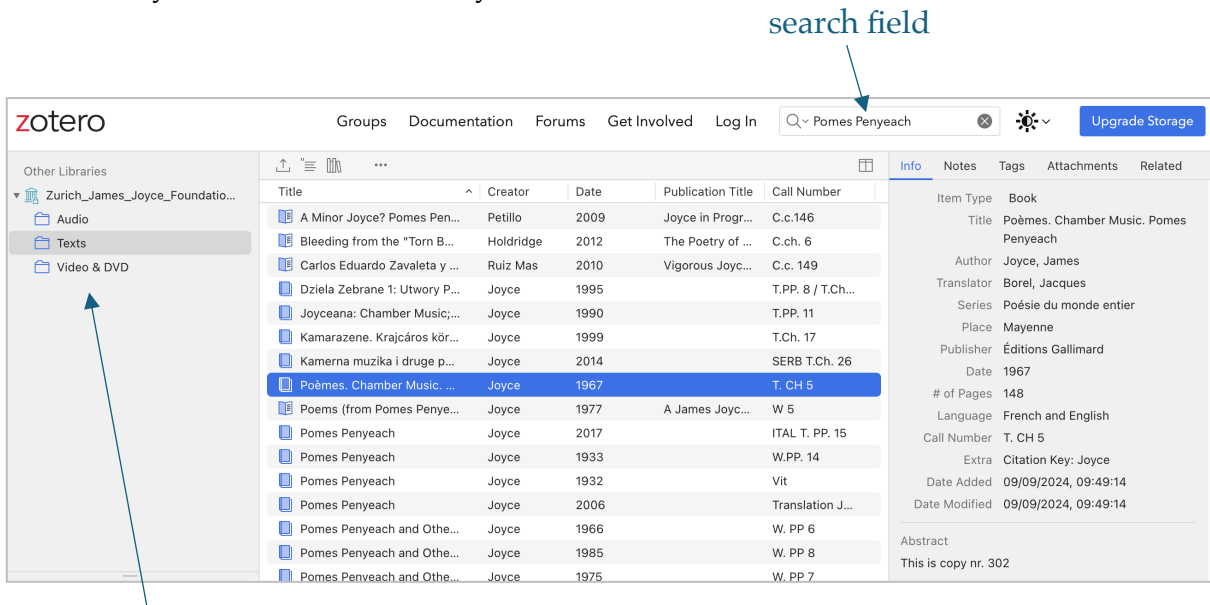 search field
zotero
Groups Documentation Forums Get Involved Log In Pomes Penyeach Upgrade Storage
Other Libraries
Zurich_James_Joyce_Foundatio...
Audio
Texts
Video & DVD
Title Creator Date Publication Title Call Number
A Minor Joyce? Pomes Pen... Petillo 2009 Joyce in Progr... C.c.146
Bleeding from the "Torn B... Holdridge 2012 The Poetry of ... C.ch. 6
Carlos Eduardo Zavaleta y ... Ruiz Mas 2010 Vigorous Joyc... C.c. 149
Dziela Zebrane 1: Utwory P... Joyce 1995 T.PP. 8 / T.Ch...
Joyceana: Chamber Music;... Joyce 1990 T.PP. 11
Kamarazene. Krajcáros kör... Joyce 1999 T.Ch. 17
Kamerna muzika i druge p... Joyce 2014 SERB T.Ch. 26
Poèmes. Chamber Music. ... Joyce 1967 T. CH 5
Poems (from Pomes Penye... Joyce 1977 A James Joyc... W 5
Pomes Penyeach Joyce 2017 ITAL T. PP. 15
Pomes Penyeach Joyce 1933 W.PP. 14
Pomes Penyeach Joyce 1932 Vit
Pomes Penyeach Joyce 2006 Translation J...
Pomes Penyeach and Othe... Joyce 1966 W. PP 6
Pomes Penyeach and Othe... Joyce 1985 W. PP 8
Pomes Penyeach and Othe... Joyce 1975 W. PP 7
Info Notes Tags Attachments Related
Item Type Book
Title Poèmes. Chamber Music. Pomes
Penyeach
Author Joyce, James
Translator Borel, Jacques
Series Poésie du monde entier
Place Mayenne
Publisher Éditions Gallimard
Date 1967
# of Pages 148
Language French and English
Call Number T. CH 5
Extra Citation Key: Joyce
Date Added 09/09/2024, 09:49:14
Date Modified 09/09/2024, 09:49:14
Abstract
This is copy nr. 302